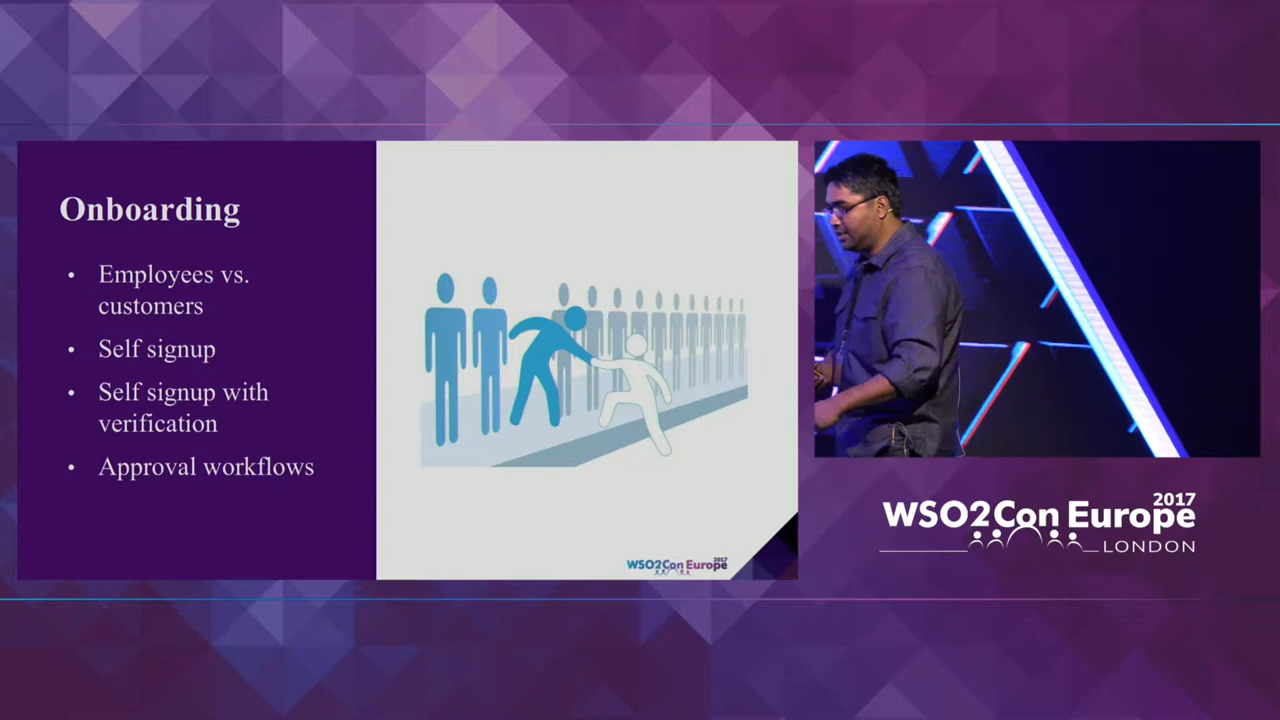 Onboarding
• Employees vs.
customers
• Self signup
• Self signup with
verification
• Approval workflows
WSO2Con Europe 2017
2017
WSO2Con Europe
LONDON